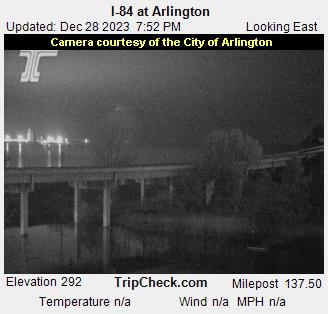 I-84 at Arlington
Updated: Dec 28 2023 7:52 PM Looking East
Camera courtesy of the City of Arlington
Elevation 292 TripCheck.com Milepost 137.50
Temperature n/a Wind n/a MPH n/a